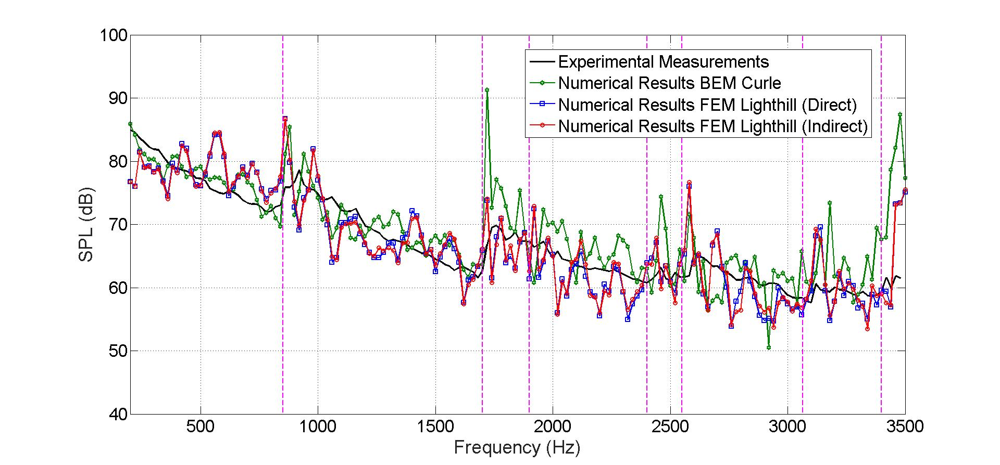 100
90
80
70
60
50
40
SPL (dB)
500
1000
1500
2000
2500
3000
3500
Frequency (Hz)
Experimental Measurements
Numerical Results BEM Curle
Numerical Results FEM Lighthill (Direct)
Numerical Results FEM Lighthill (Indirect)